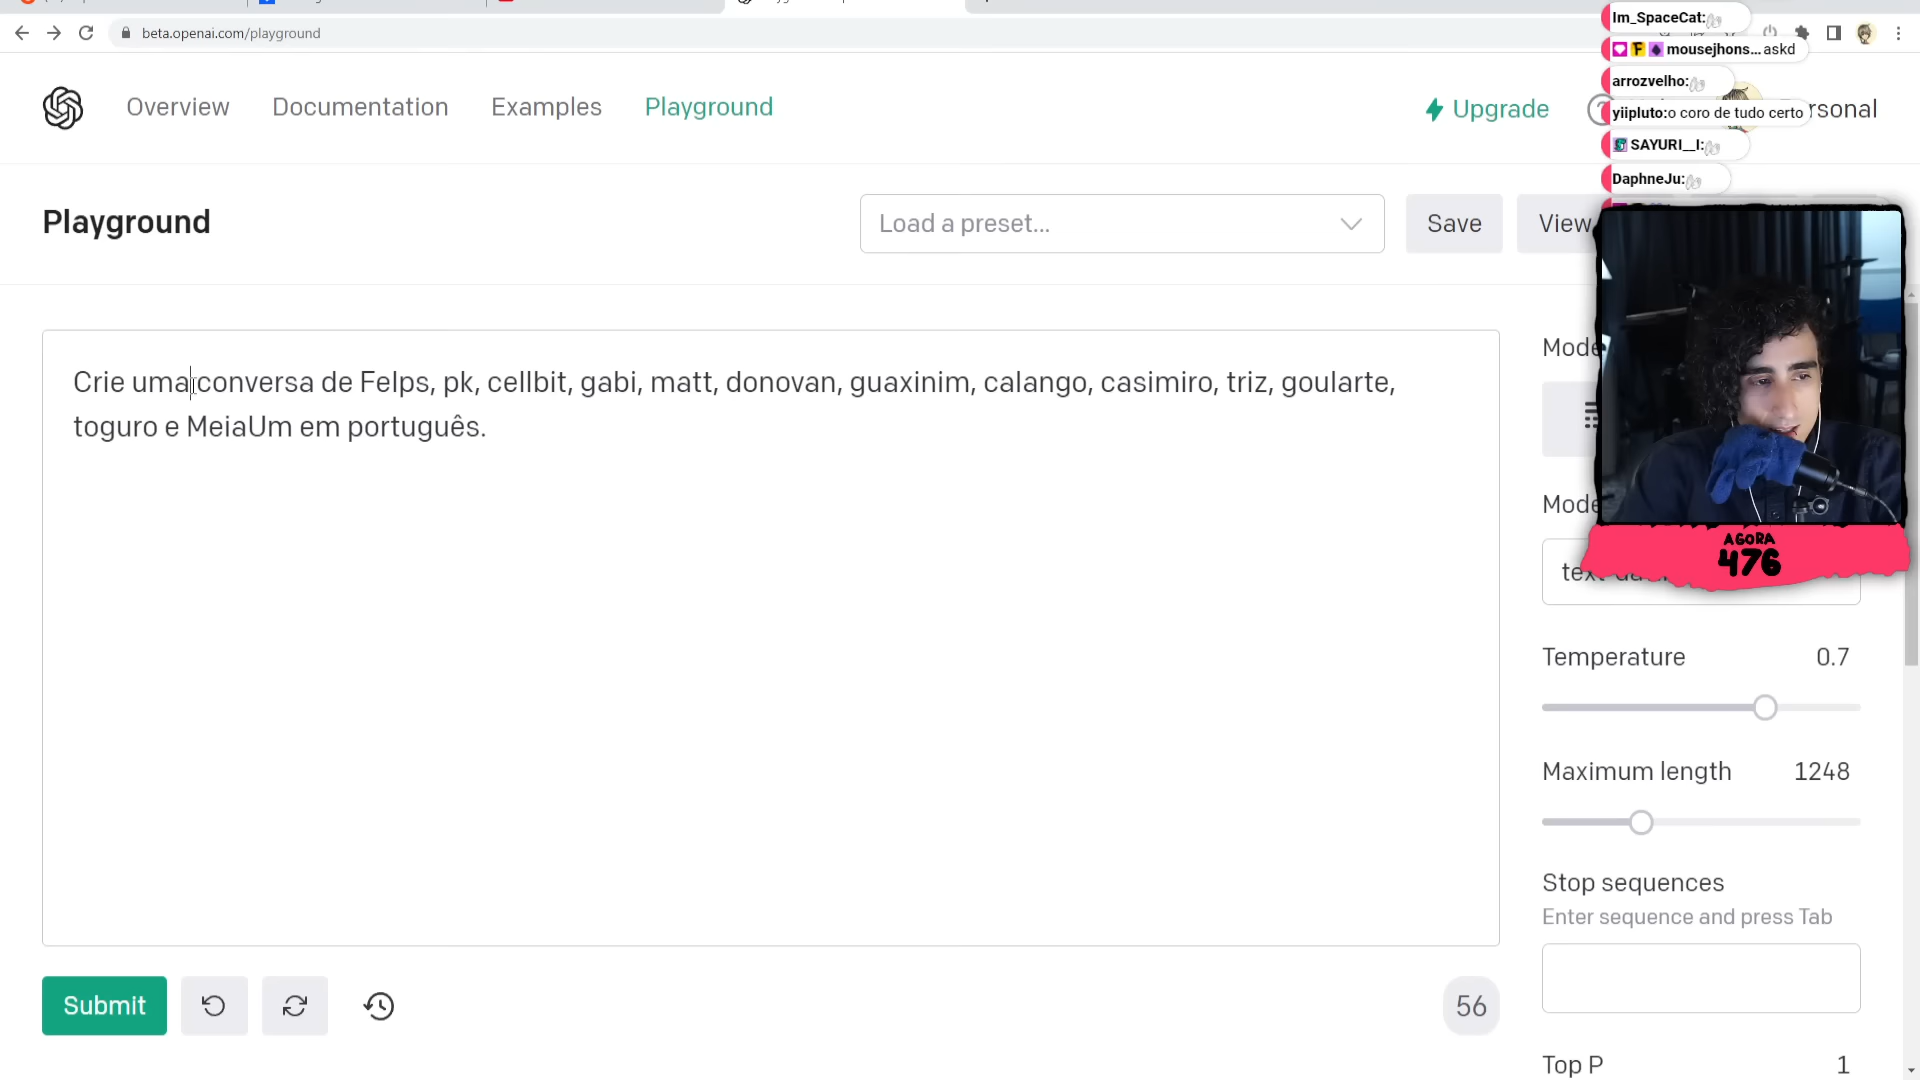 beta.openai.com/playground
Im_SpaceCat:
mousejhons... askd
arrozvelho:
yiipluto:o coro de tudo certo
SAYURI__I:
DaphneJu:
Overview Documentation Examples Playground
Upgrade
rsonal
Playground
Load a preset...
Save
View
Crie uma conversa de Felps, pk, cellbit, gabi, matt, donovan, guaxinim, calango, casimiro, triz, goularte,
toguro e MeiaUm em português.
Mode
Mode
AGORA
476
Temperature 0.7
Maximum length 1248
Stop sequences
Enter sequence and press Tab
Top P 1
Submit
56